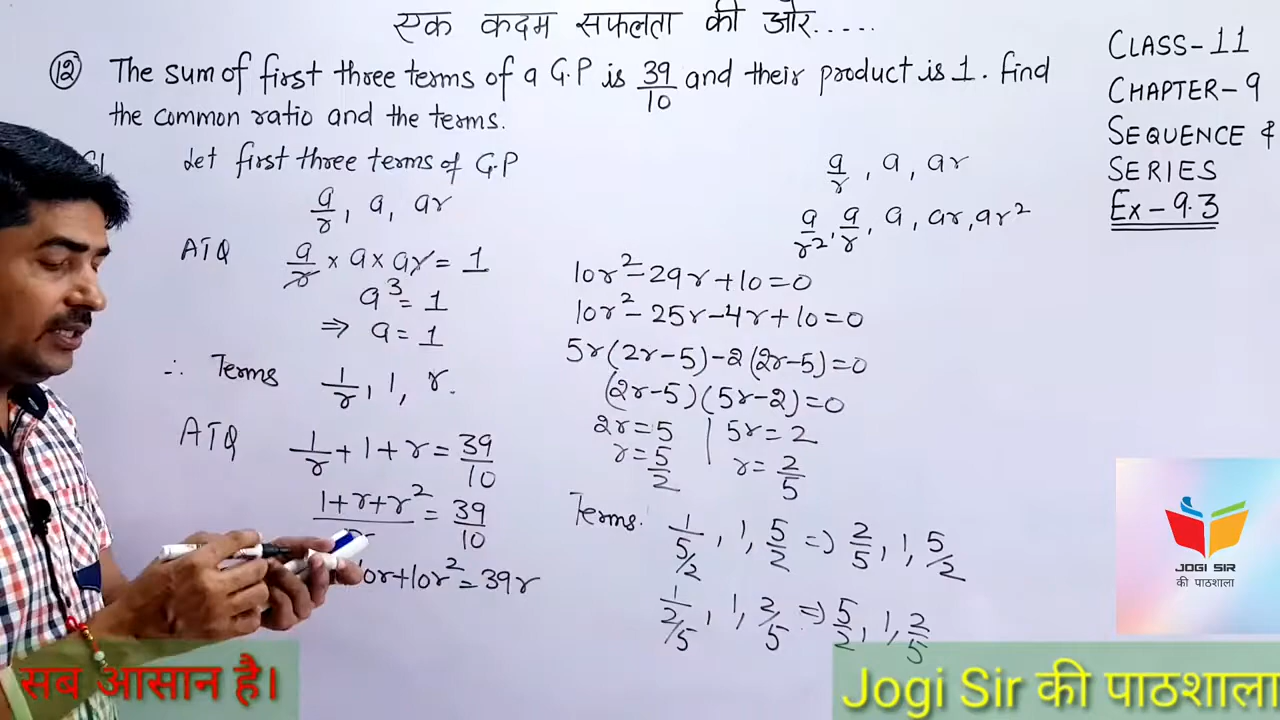 एक कदम सफलता की ओर.....
CLASS-11
CHAPTER-9
SEQUENCE &
SERIES
Ex-9.3
(12) The sum of first three terms of a G.P is 39/10 and their product is 1. find
the common ratio and the terms.
Let first three terms of G.P
a/r, a, ar
ATQ a/r × a × ar = 1
a³ = 1
⇒ a = 1
∴ Terms 1/r, 1, r.
ATQ 1/r + 1 + r = 39/10
1+r+r² = 39/10
10r+10r² = 39r
a/r, a, ar
a/r², a/r, a, ar, ar²
10r² - 29r + 10 = 0
10r² - 25r - 4r + 10 = 0
5r(2r-5) - 2(2r-5) = 0
(2r-5)(5r-2) = 0
2r = 5 | 5r = 2
r = 5/2 r = 2/5
Terms. 1/5/2, 1, 5/2 ⇒ 2/5, 1, 5/2
1/2/5, 1, 2/5 ⇒ 5/2, 1, 2/5
JOGI SIR
की पाठशाला
सब आसान है।
Jogi Sir की पाठशाला